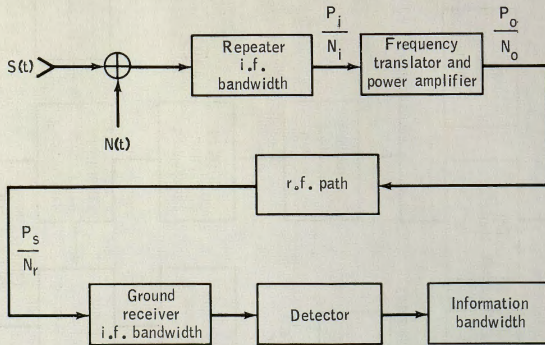 S(t)
N(t)
Repeater
i.f.
bandwidth
P_i
N_i
Frequency
translator and
power amplifier
P_o
N_o
r.f. path
P_s
N_r
Ground
receiver
i.f. bandwidth
Detector
Information
bandwidth